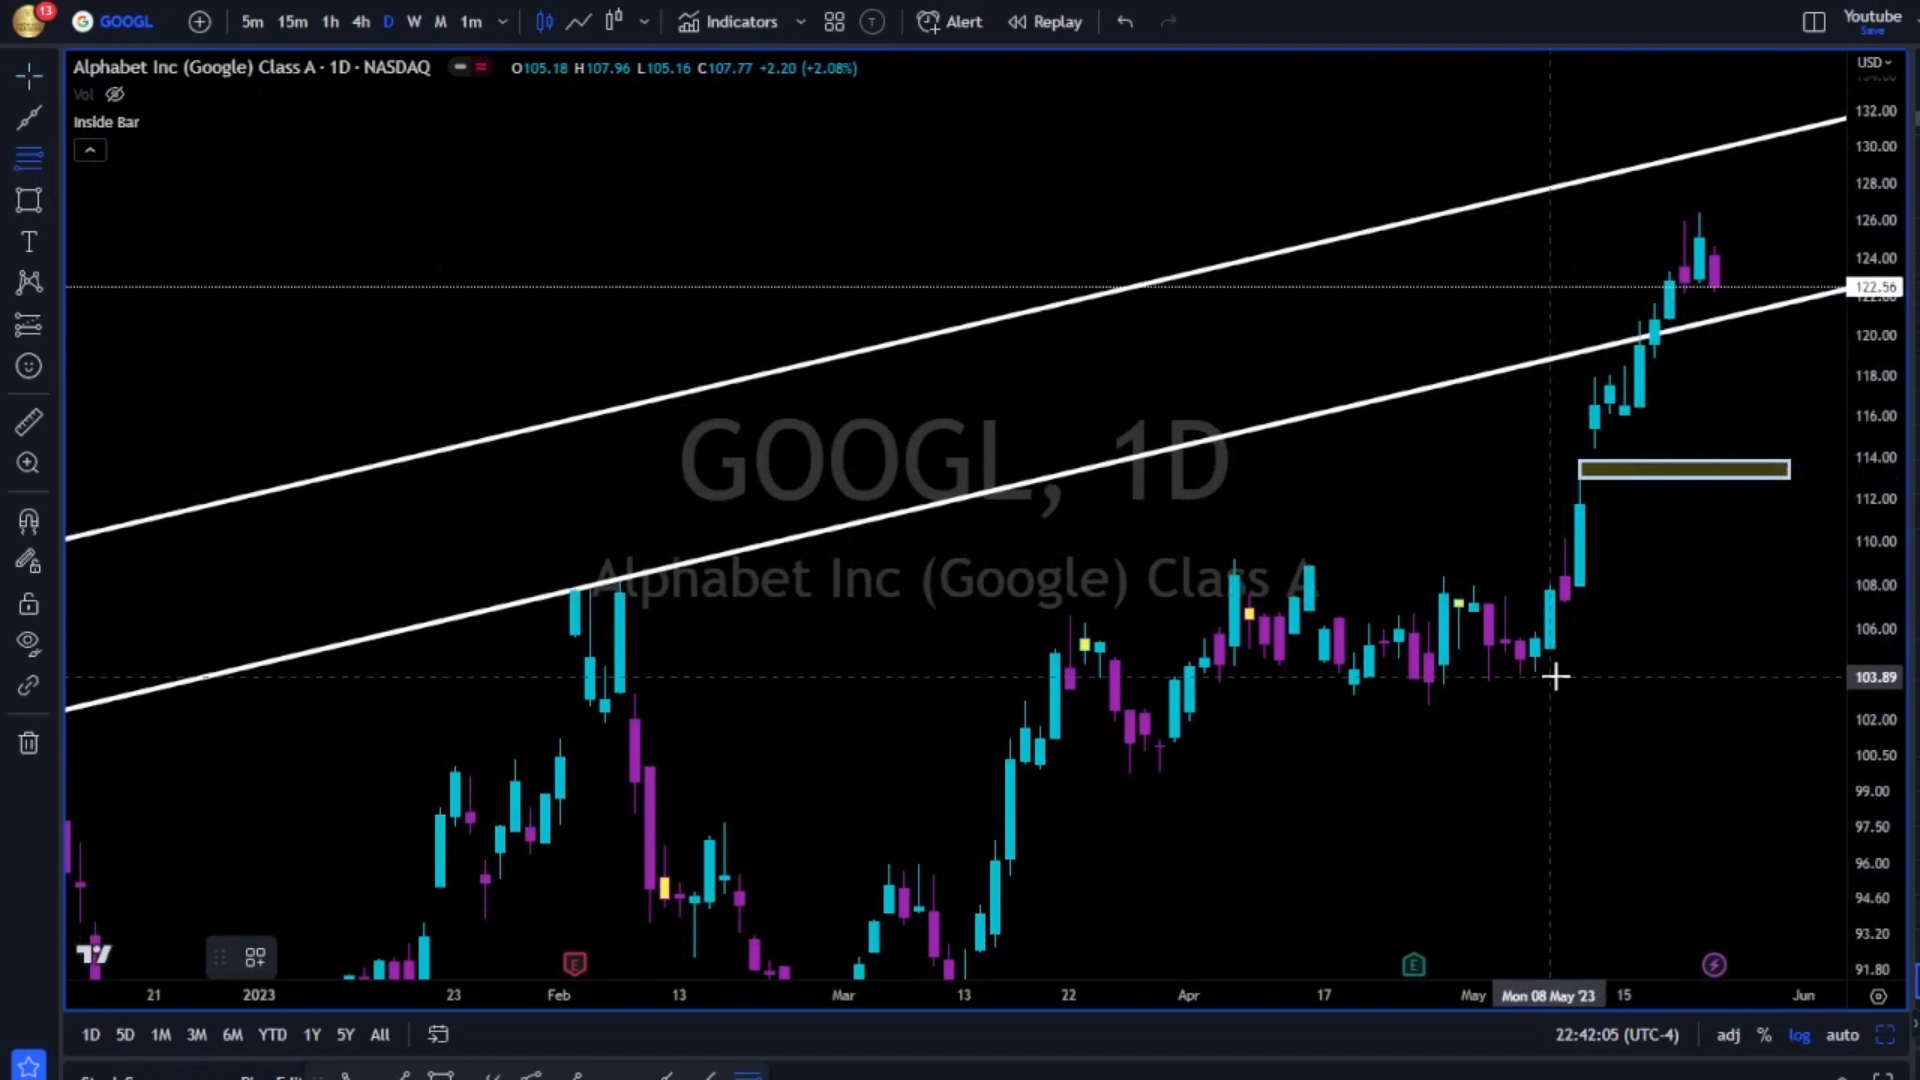 13
G GOOGL 5m 15m 1h 4h D W M 1m Indicators T Alert Replay Youtube
Save
Alphabet Inc (Google) Class A · 1D · NASDAQ O105.18 H107.96 L105.16 C107.77 +2.20 (+2.08%)
USD
Vol
Inside Bar
132.00
130.00
128.00
126.00
124.00
122.56
122.00
120.00
118.00
116.00
114.00
112.00
110.00
108.00
106.00
103.89
102.00
100.50
99.00
97.50
96.00
94.60
93.20
91.80
GOOGL, 1D
Alphabet Inc (Google) Class A
T
E E
21 2023 23 Feb 13 Mar 13 22 Apr 17 May Mon 08 May '23 15 Jun
1D 5D 1M 3M 6M YTD 1Y 5Y All 22:42:05 (UTC-4) adj % log auto